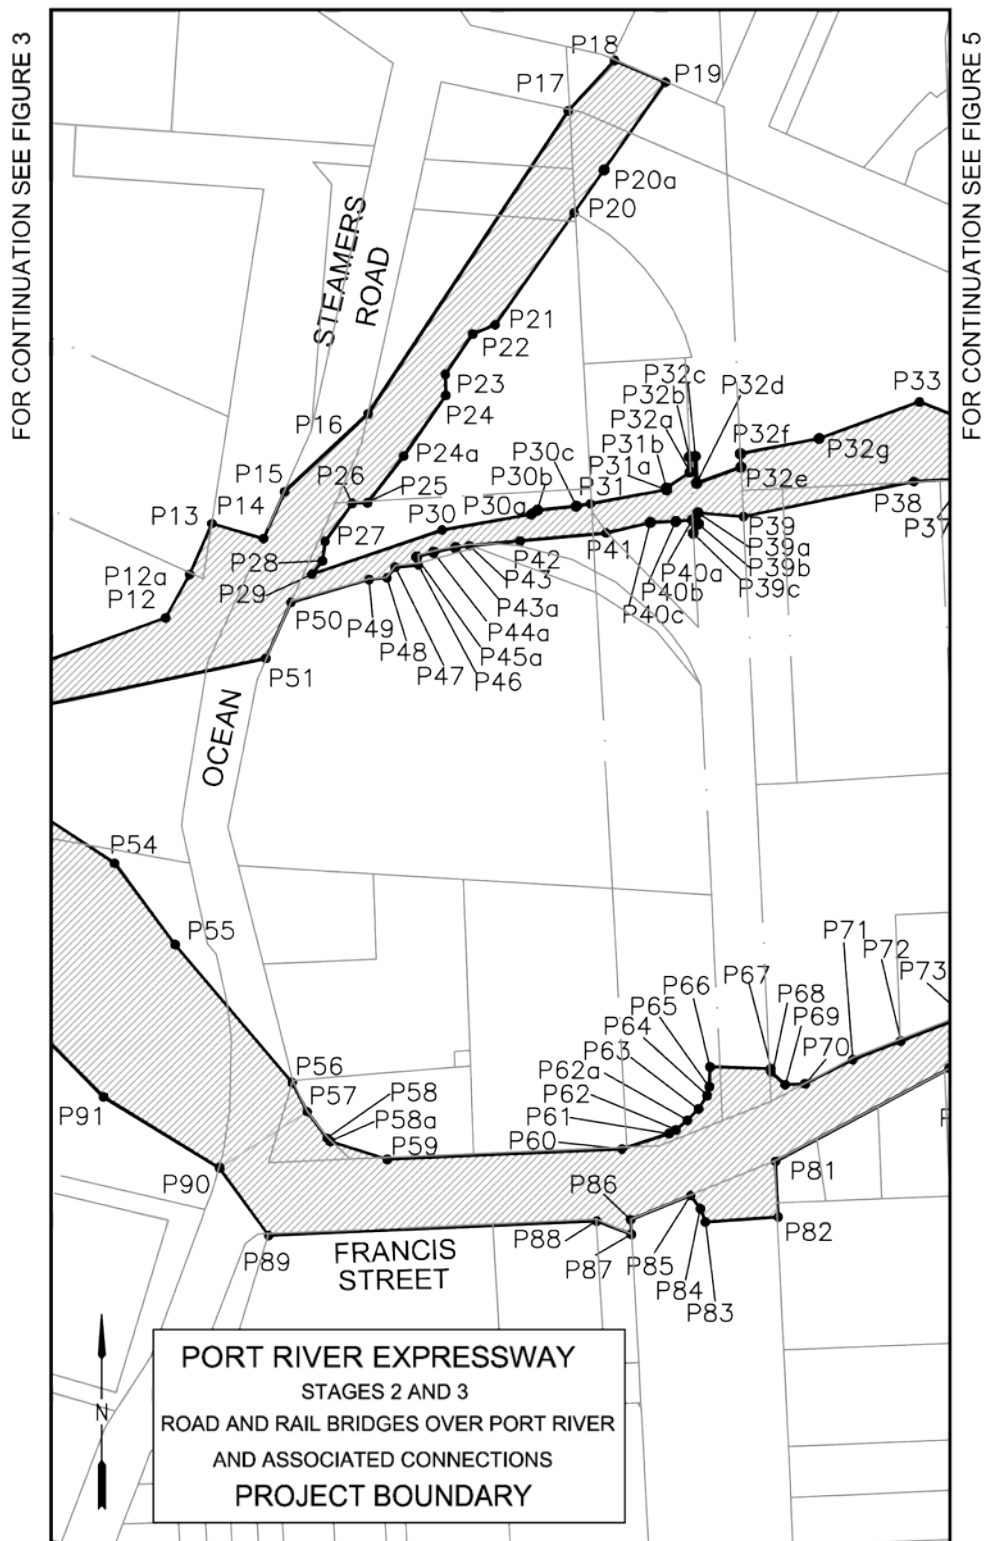 FOR CONTINUATION SEE FIGURE 3
FOR CONTINUATION SEE FIGURE 5
P18
P19
P17
P20a
P20
STEAMERS
ROAD
P21
P22
P23
P24
P32c
P32b
P32d
P33
P16
P32a
P32f
P31b
P32g
P30c
P31a
P24a
P15
P26
P30b
P31
P32e
P25
P14
P30a
P38
P13
P30
P39
P37
P27
P41
P39a
P28
P42
P12a
P40a
P39b
P43
P29
P40b
P39c
P12
P50
P43a
P40c
P49
P44a
P48
P45a
P51
P47
P46
OCEAN
P54
P55
P71
P72
P67
P73
P66
P68
P65
P69
P64
P70
P63
P56
P62a
P57
P58
P62
P91
P58a
P61
P59
P60
P
P81
P90
P86
P82
P88
P89
FRANCIS
STREET
P87
P85
P84
P83
N
PORT RIVER EXPRESSWAY
STAGES 2 AND 3
ROAD AND RAIL BRIDGES OVER PORT RIVER
AND ASSOCIATED CONNECTIONS
PROJECT BOUNDARY